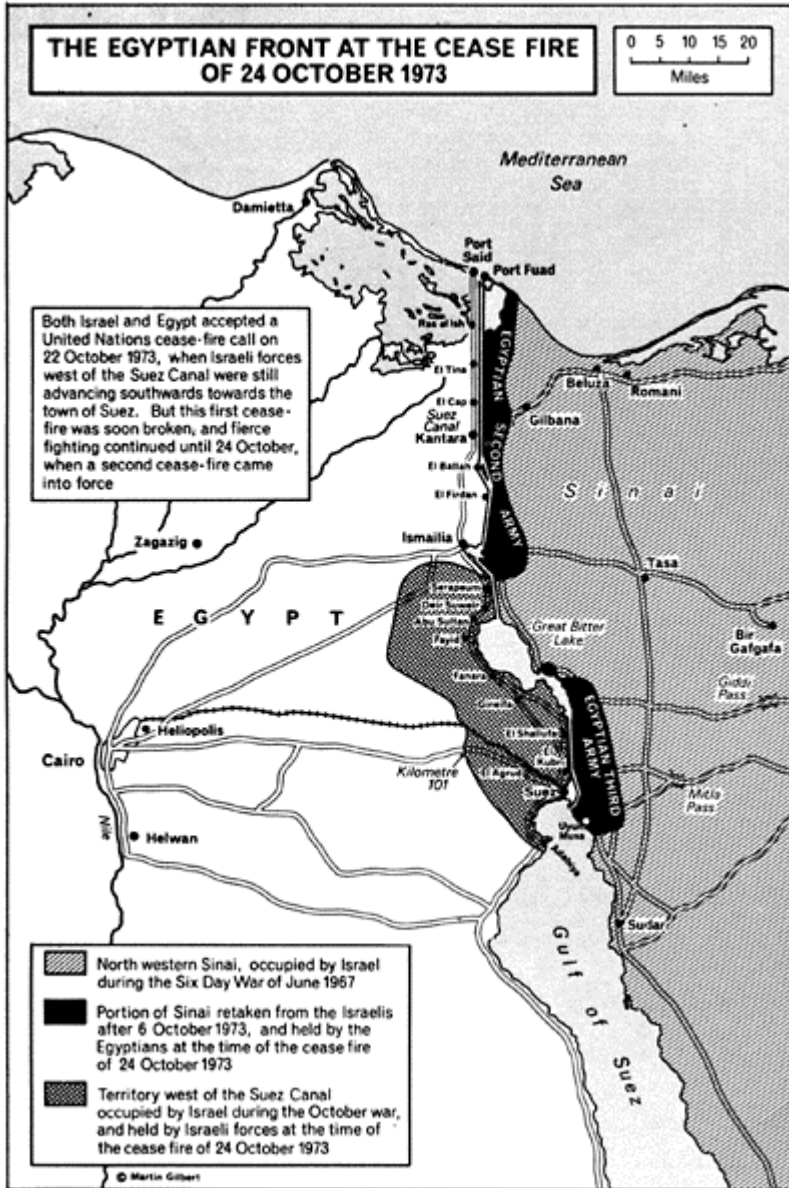 THE EGYPTIAN FRONT AT THE CEASE FIRE
OF 24 OCTOBER 1973
0 5 10 15 20
Miles
Mediterranean
Sea
Damietta
Port
Said
Port Fuad
Ras al Ish
Both Israel and Egypt accepted a
United Nations cease-fire call on
22 October 1973, when Israeli forces
west of the Suez Canal were still
advancing southwards towards the
town of Suez. But this first cease-
fire was soon broken, and fierce
fighting continued until 24 October,
when a second cease-fire came
into force
El Tina
El Cap
Suez
Canal
Kantara
El Ballah
El Firdan
EGYPTIAN SECOND ARMY
Beluza
Romani
Gilbana
Sinai
Zagazig
Ismailia
Tasa
EGYPT
Serapeum
Deir Suweir
Abu Sultan
Fayid
Great Bitter
Lake
Bir
Gafgafa
Fanara
Gineifa
Giddi
Pass
EGYPTIAN THIRD
ARMY
Heliopolis
El Shallufa
Cairo
Kilometre
101
El Agrud
Kubri
Suez
Mitla
Pass
Nile
Helwan
Uyun
Musa
Adabiya
Sudar
Gulf of Suez
North western Sinai, occupied by Israel
during the Six Day War of June 1967
Portion of Sinai retaken from the Israelis
after 6 October 1973, and held by the
Egyptians at the time of the cease fire
of 24 October 1973
Territory west of the Suez Canal
occupied by Israel during the October war,
and held by Israeli forces at the time of
the cease fire of 24 October 1973
© Martin Gilbert